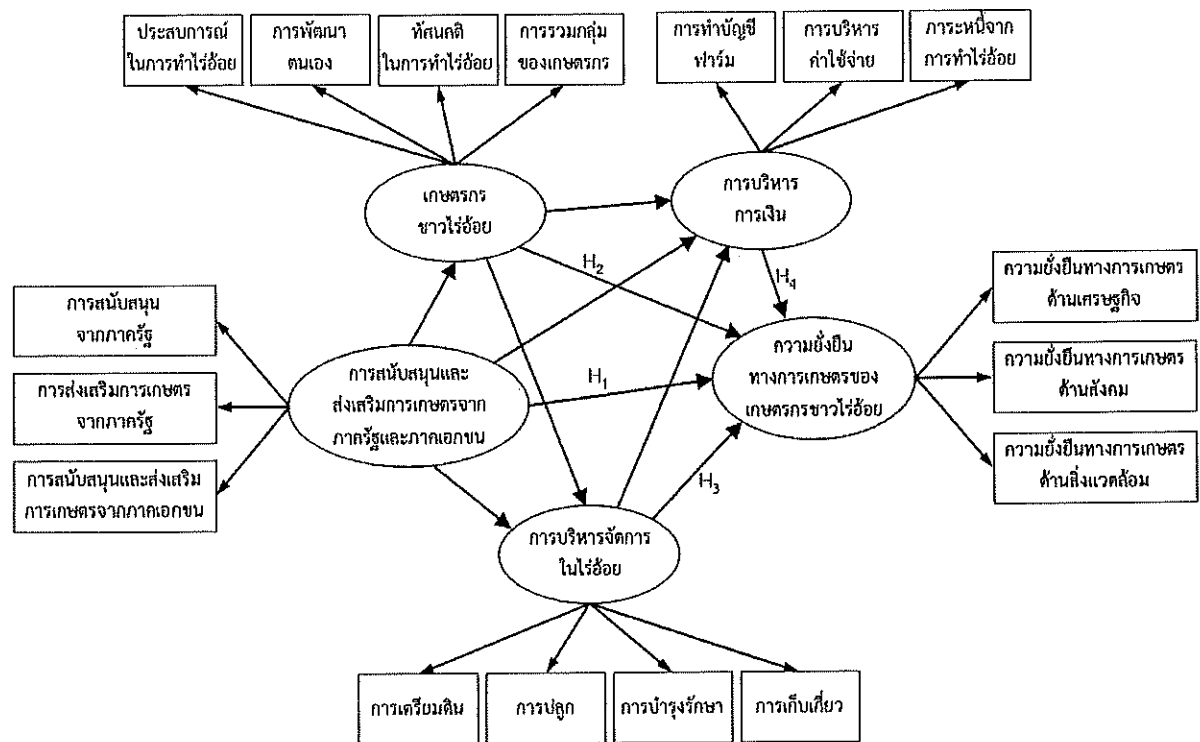 ประสบการณ์
ในการทำไร่อ้อย
การพัฒนา
ตนเอง
ทัศนคติ
ในการทำไร่อ้อย
การรวมกลุ่ม
ของเกษตรกร
การทำบัญชี
ฟาร์ม
การบริหาร
ค่าใช้จ่าย
ภาระหนี้จาก
การทำไร่อ้อย
เกษตรกร
ชาวไร่อ้อย
การบริหาร
การเงิน
H2
H4
การสนับสนุน
จากภาครัฐ
การส่งเสริมการเกษตร
จากภาครัฐ
การสนับสนุนและส่งเสริม
การเกษตรจากภาคเอกชน
การสนับสนุนและ
ส่งเสริมการเกษตรจาก
ภาครัฐและภาคเอกชน
H1
ความยั่งยืน
ทางการเกษตรของ
เกษตรกรชาวไร่อ้อย
ความยั่งยืนทางการเกษตร
ด้านเศรษฐกิจ
ความยั่งยืนทางการเกษตร
ด้านสังคม
ความยั่งยืนทางการเกษตร
ด้านสิ่งแวดล้อม
H3
การบริหารจัดการ
ในไร่อ้อย
การเตรียมดิน
การปลูก
การบำรุงรักษา
การเก็บเกี่ยว